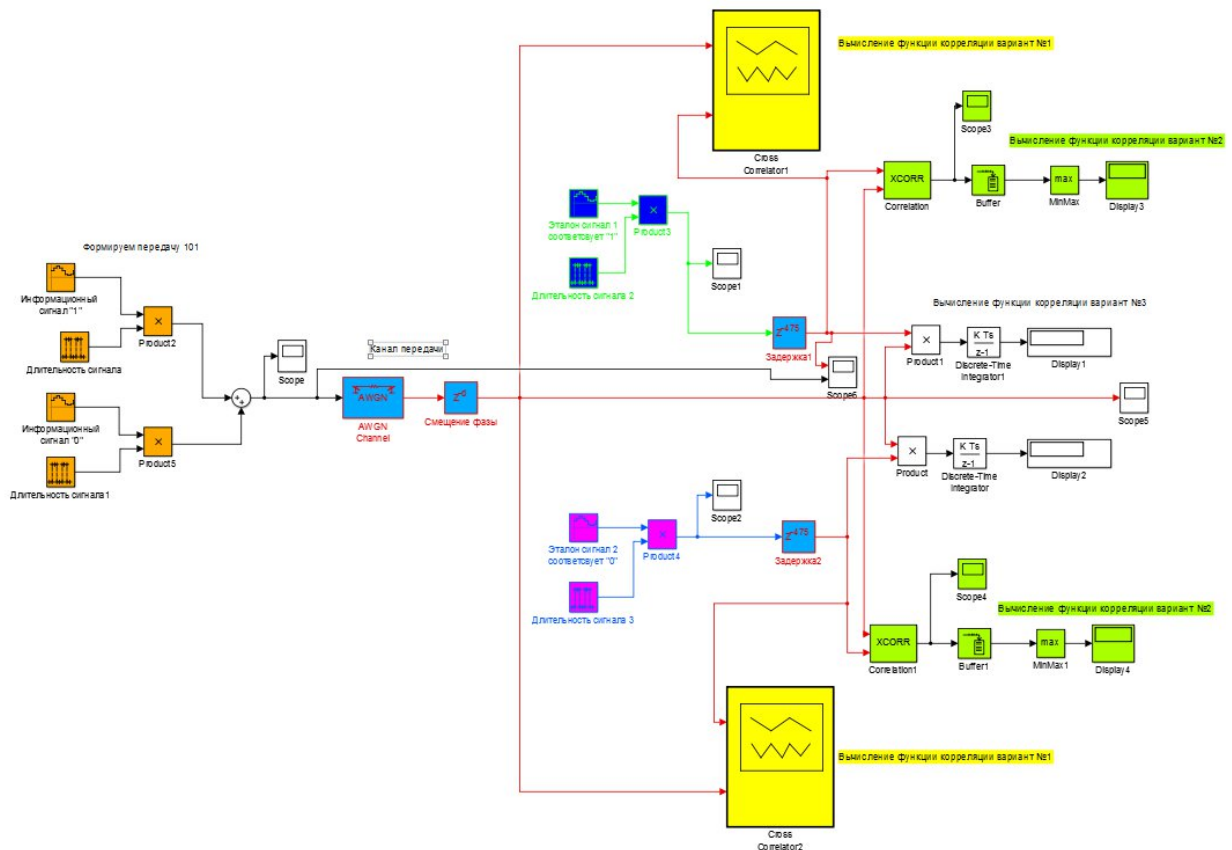 Вычисление функции корреляции вариант №1
Cross
Correlator1
Scope3
Вычисление функции корреляции вариант №2
XCORR
Correlation
Buffer
max
MinMax
Display3
Эталон сигнал 1
соответсвует "1"
×
Product3
Длительность сигнала 2
Scope1
Формируем передачу 101
Информационный
сигнал "1"
×
Product2
Длительность сигнала
Scope
Канал передачи
Z-475
Задержка1
Вычисление функции корреляции вариант №3
×
Product1
K Ts
z-1
Discrete-Time
Integrator1
Display1
Scope6
AWGN
AWGN
Channel
Смещение фазы
Scope5
Информационный
сигнал "0"
×
Product5
Длительность сигнала1
×
Product
K Ts
z-1
Discrete-Time
Integrator
Display2
Scope2
Эталон сигнал 2
соответсвует "0"
×
Product4
Z-475
Задержка2
Длительность сигнала 3
Scope4
Вычисление функции корреляции вариант №2
XCORR
Correlation1
Buffer1
max
MinMax1
Display4
Вычисление функции корреляции вариант №1
Cross
Correlator2